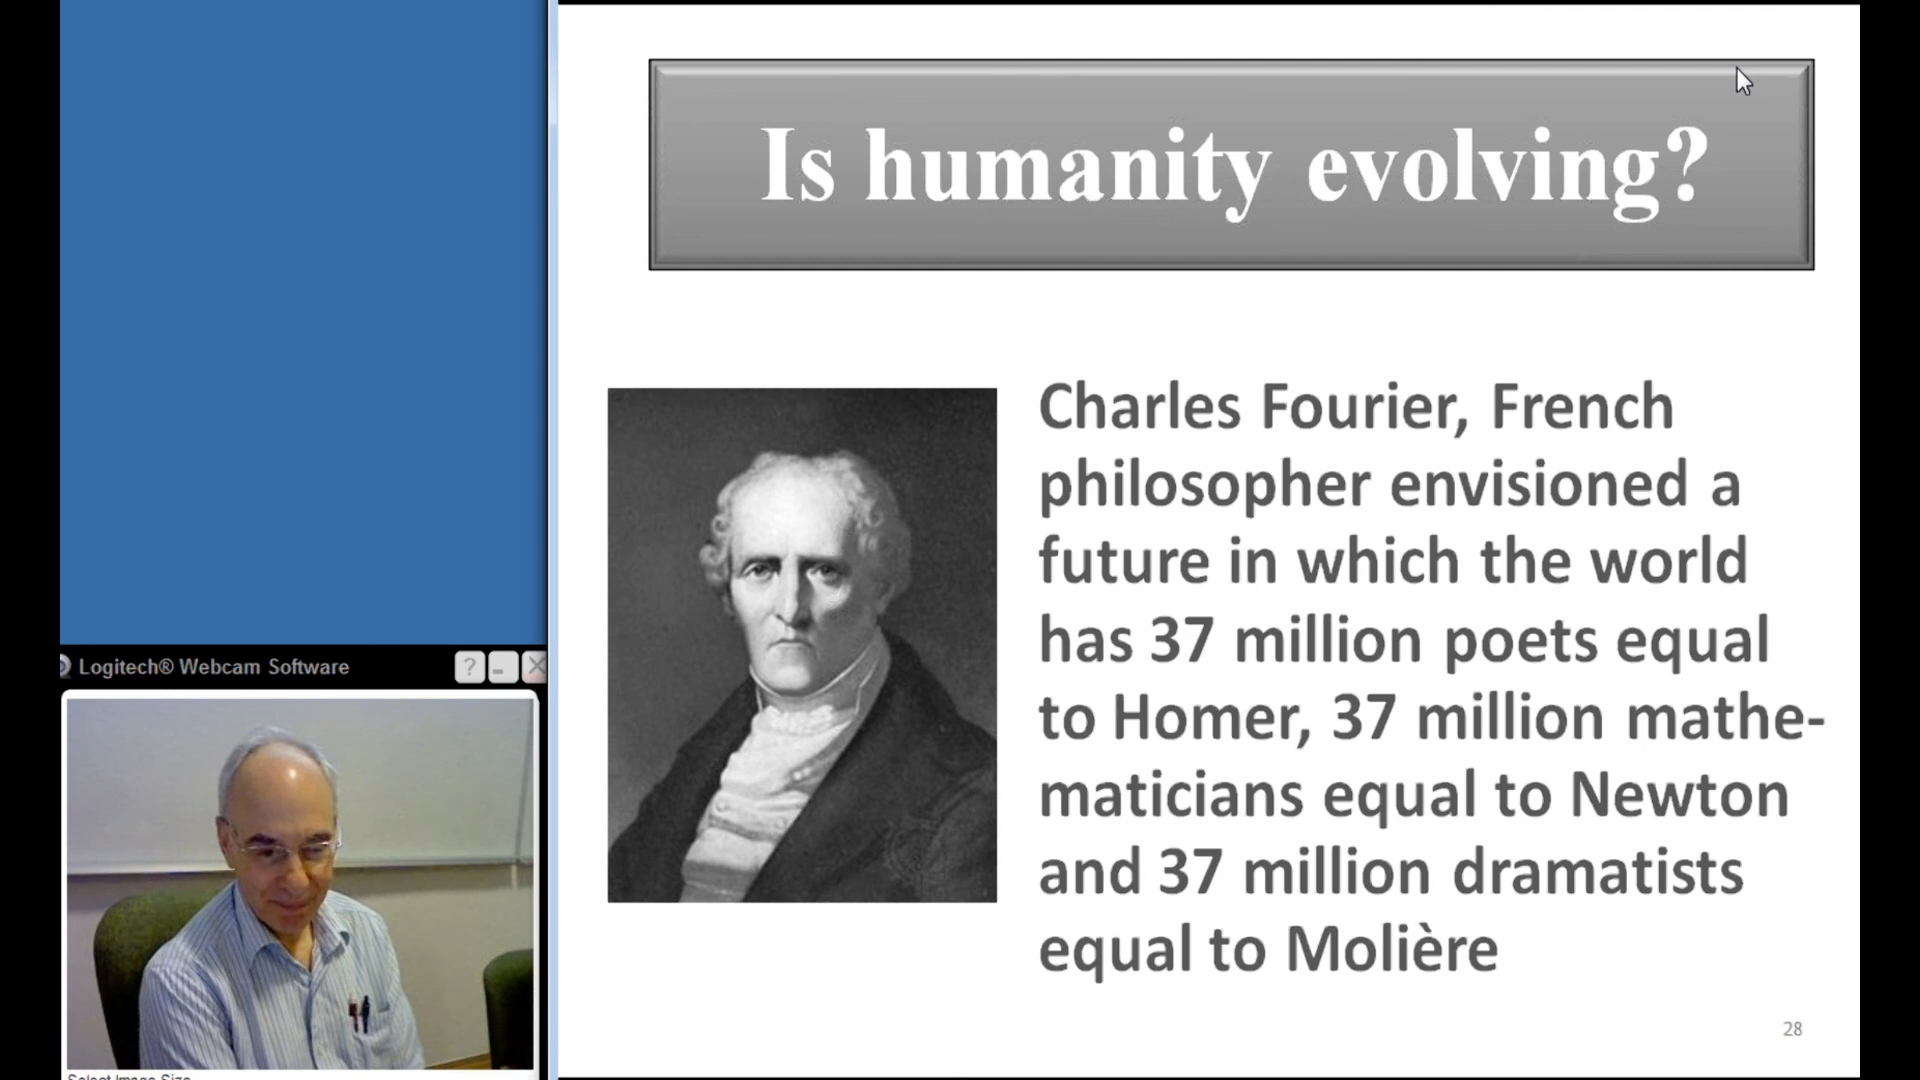 Is humanity evolving?
Charles Fourier, French
philosopher envisioned a
future in which the world
has 37 million poets equal
to Homer, 37 million mathe-
maticians equal to Newton
and 37 million dramatists
equal to Molière
28
Logitech® Webcam Software
Select Image Size